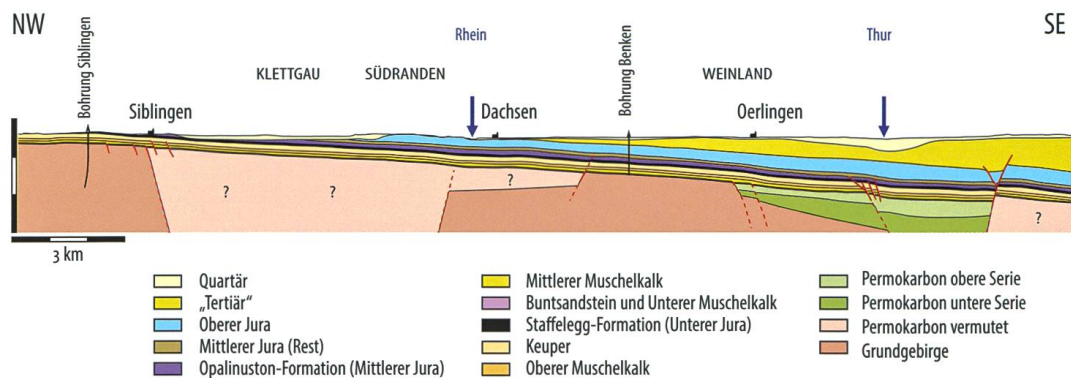 NW
SE
Bohrung Siblingen
Rhein
Thur
KLETTGAU
SÜDRANDEN
Bohrung Benken
WEINLAND
Siblingen
Dachsen
Oerlingen
?
?
?
?
3 km
Quartär
„Tertiär“
Oberer Jura
Mittlerer Jura (Rest)
Opalinuston-Formation (Mittlerer Jura)
Mittlerer Muschelkalk
Buntsandstein und Unterer Muschelkalk
Staffelegg-Formation (Unterer Jura)
Keuper
Oberer Muschelkalk
Permokarbon obere Serie
Permokarbon untere Serie
Permokarbon vermutet
Grundgebirge